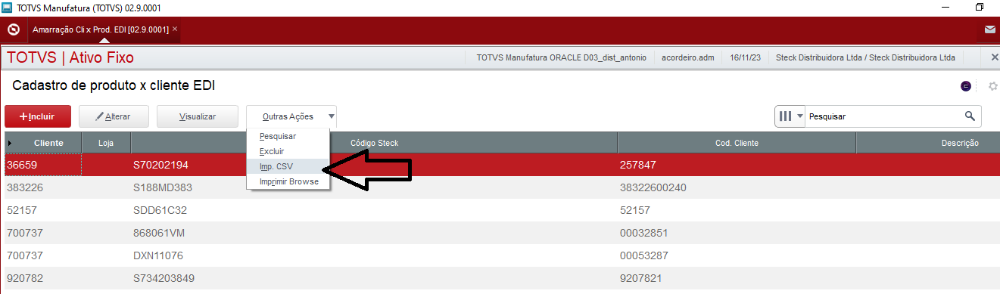 TOTVS Manufatura (TOTVS) 02.9.0001
Amarração Cli x Prod. EDI [02.9.0001] ×
TOTVS | Ativo Fixo TOTVS Manufatura ORACLE D03_dist_antonio acordeiro.adm 16/11/23 Steck Distribuidora Ltda / Steck Distribuidora Ltda
Cadastro de produto x cliente EDI
+Incluir Alterar Visualizar Outras Ações Pesquisar
Pesquisar
Excluir
Imp. CSV
Imprimir Browse
Cliente Loja Código Steck Cod. Cliente Descrição
36659 S70202194 257847
383226 S188MD383 38322600240
52157 SDD61C32 52157
700737 868061VM 00032851
700737 DXN11076 00053287
920782 S734203849 9207821